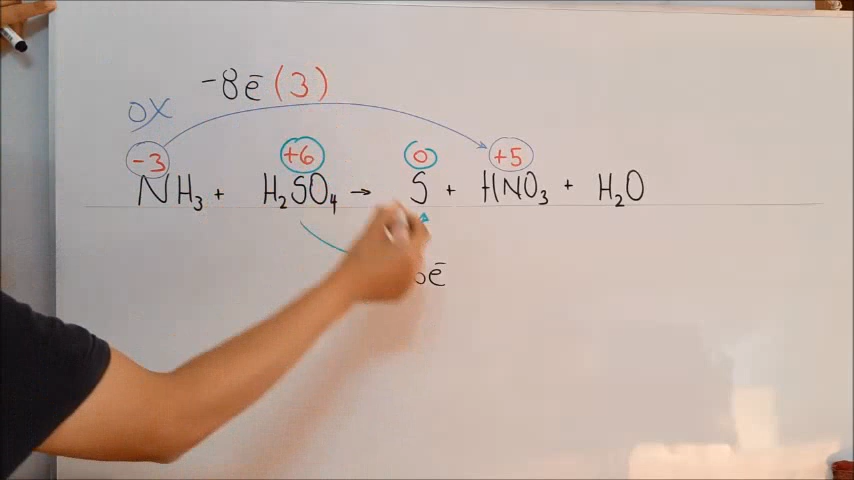 -8ē (3)
OX
-3 +6 0 +5
NH₃ + H₂SO₄ → S + HNO₃ + H₂O
ē